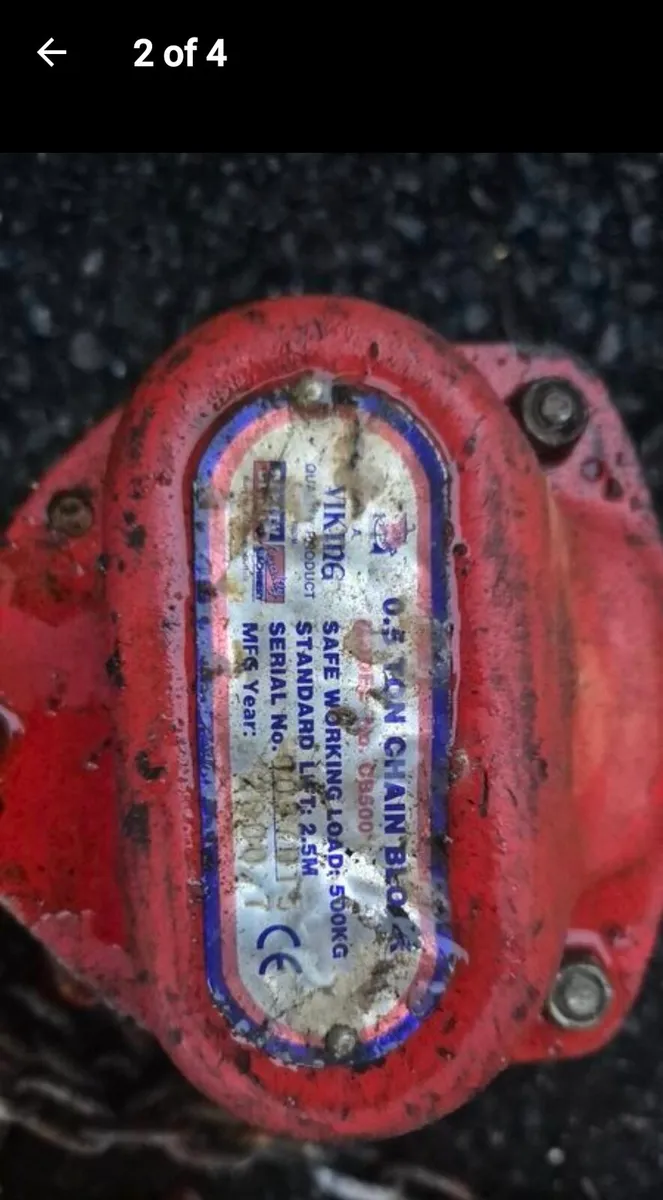 2 of 4
A
VIKING
PRODUCT
0.5 TON CHAIN BLOCK
CB500
SAFE WORKING LOAD: 500KG
STANDARD LIFT: 2.5M
SERIAL No.
MFG Year:
CE